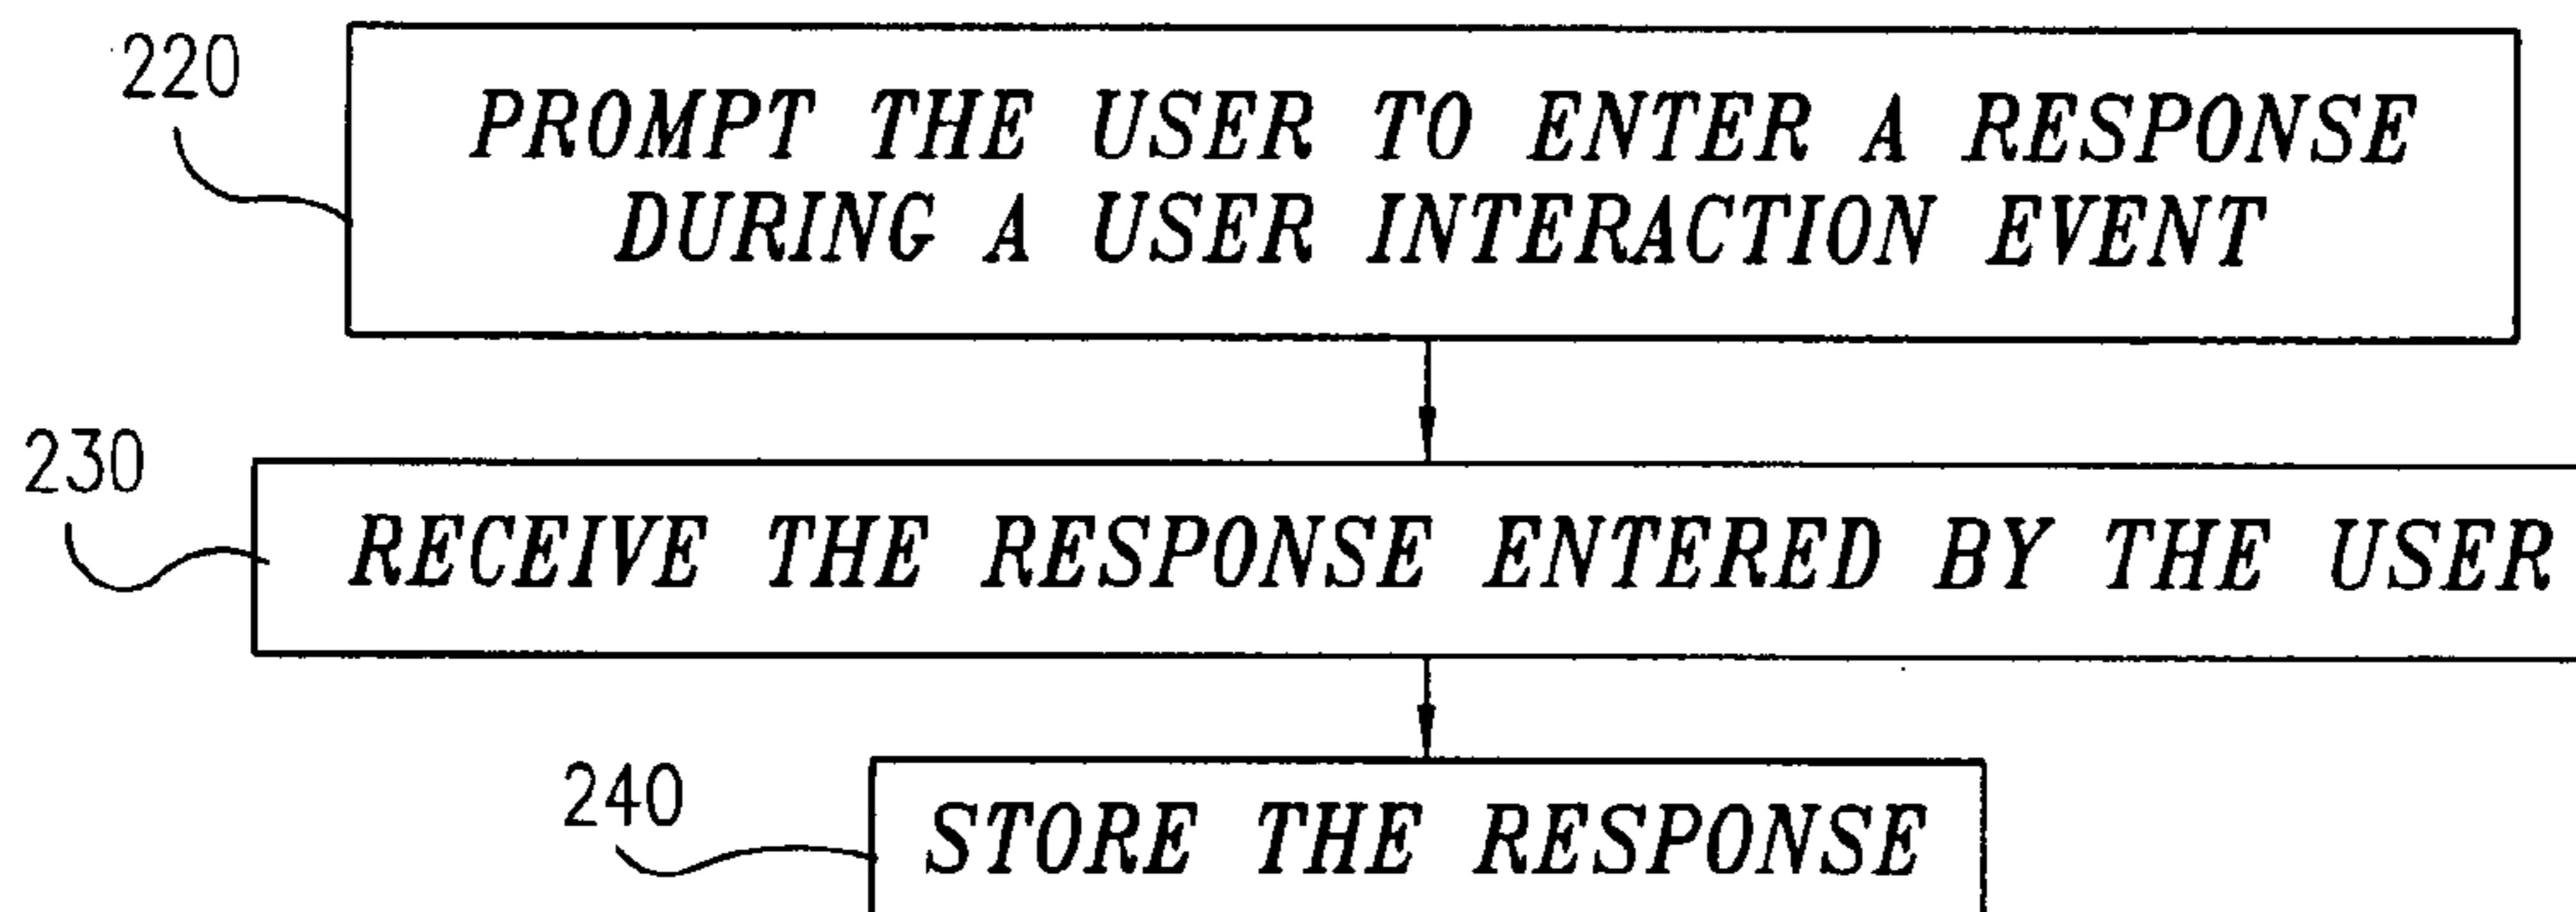 220
PROMPT THE USER TO ENTER A RESPONSE
DURING A USER INTERACTION EVENT
230
RECEIVE THE RESPONSE ENTERED BY THE USER
240
STORE THE RESPONSE